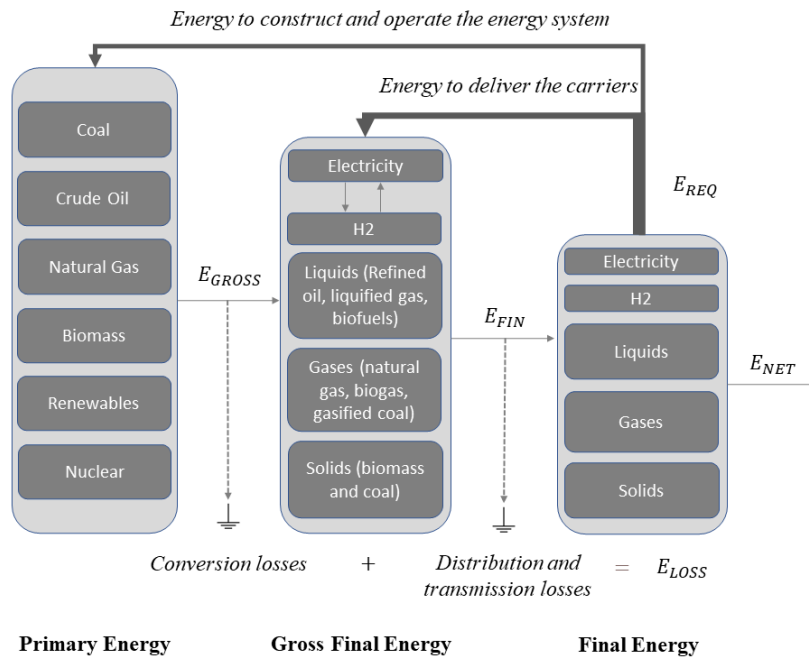 Energy to construct and operate the energy system
Energy to deliver the carriers
Coal
Crude Oil
Natural Gas
Biomass
Renewables
Nuclear
E_GROSS
Electricity
H2
Liquids (Refined
oil, liquified gas,
biofuels)
Gases (natural
gas, biogas,
gasified coal)
Solids (biomass
and coal)
E_FIN
E_REQ
Electricity
H2
Liquids
Gases
Solids
E_NET
Conversion losses + Distribution and
transmission losses = E_LOSS
Primary Energy Gross Final Energy Final Energy